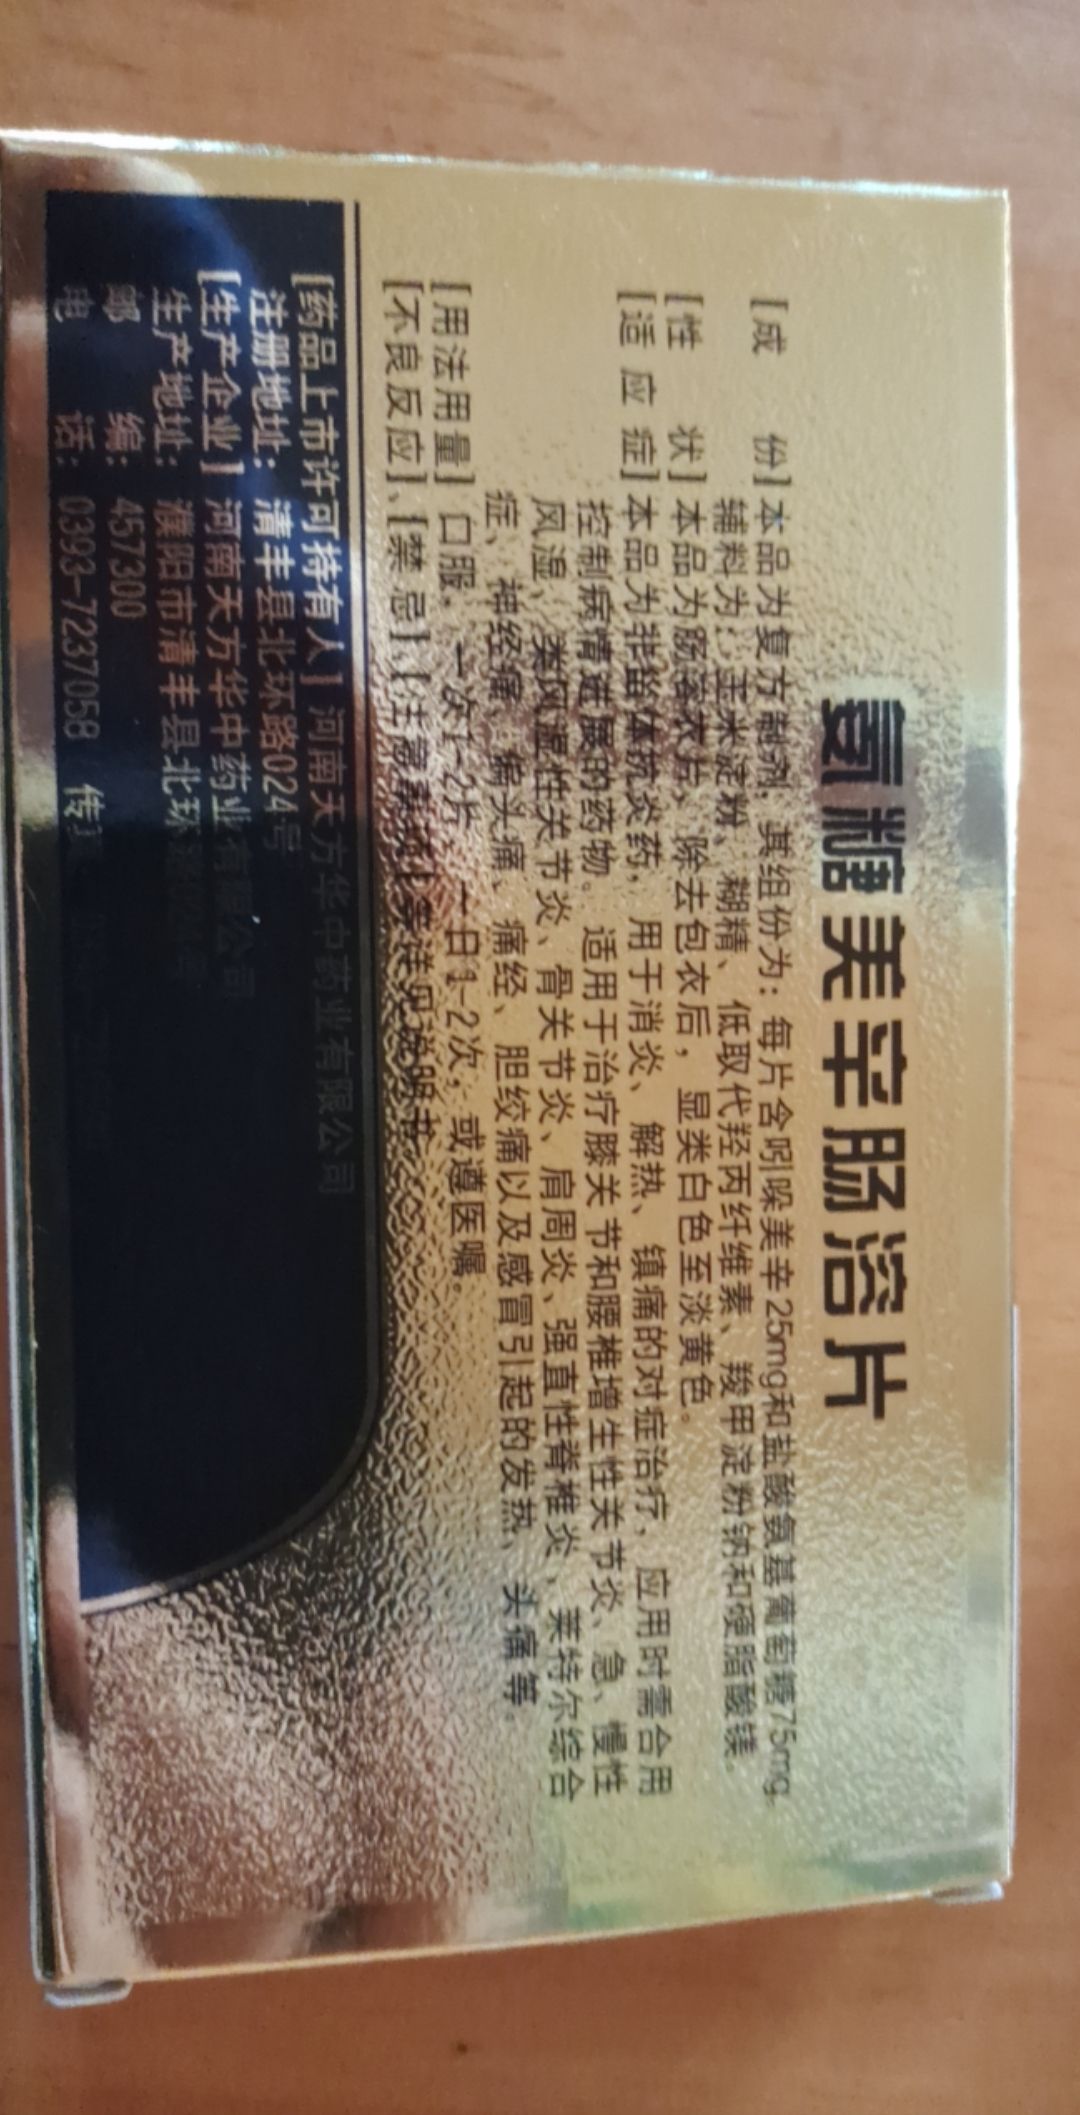 氨糖美辛肠溶片
【成 份】本品为复方制剂，其组份为：每片含吲哚美辛25mg和盐酸氨基葡萄糖75mg。
辅料为：玉米淀粉、糊精、低取代羟丙纤维素、羧甲淀粉钠和硬脂酸镁。
【性 状】本品为肠溶衣片，除去包衣后，显类白色至淡黄色。
【适 应 症】本品为非甾体抗炎药，用于消炎、解热、镇痛的对症治疗，应用时需合用
控制病情进展的药物。适用于治疗膝关节和腰椎增生性关节炎、急、慢性
风湿、类风湿性关节炎、骨关节炎、肩周炎、强直性脊椎炎、莱特尔综合
症、神经痛、偏头痛、痛经、胆绞痛以及感冒引起的发热、头痛等。
【用法用量】口服，一次1-2片，一日1-2次，或遵医嘱。
【不良反应】、【禁忌】、【注意事项】等详见说明书
【药品上市许可持有人】河南天方华中药业有限公司
注册地址：清丰县北环路024号
【生产企业】河南天方华中药业有限公司
生产地址：濮阳市清丰县北环路024号
邮 编：457300
电 话：0393-7237058 传